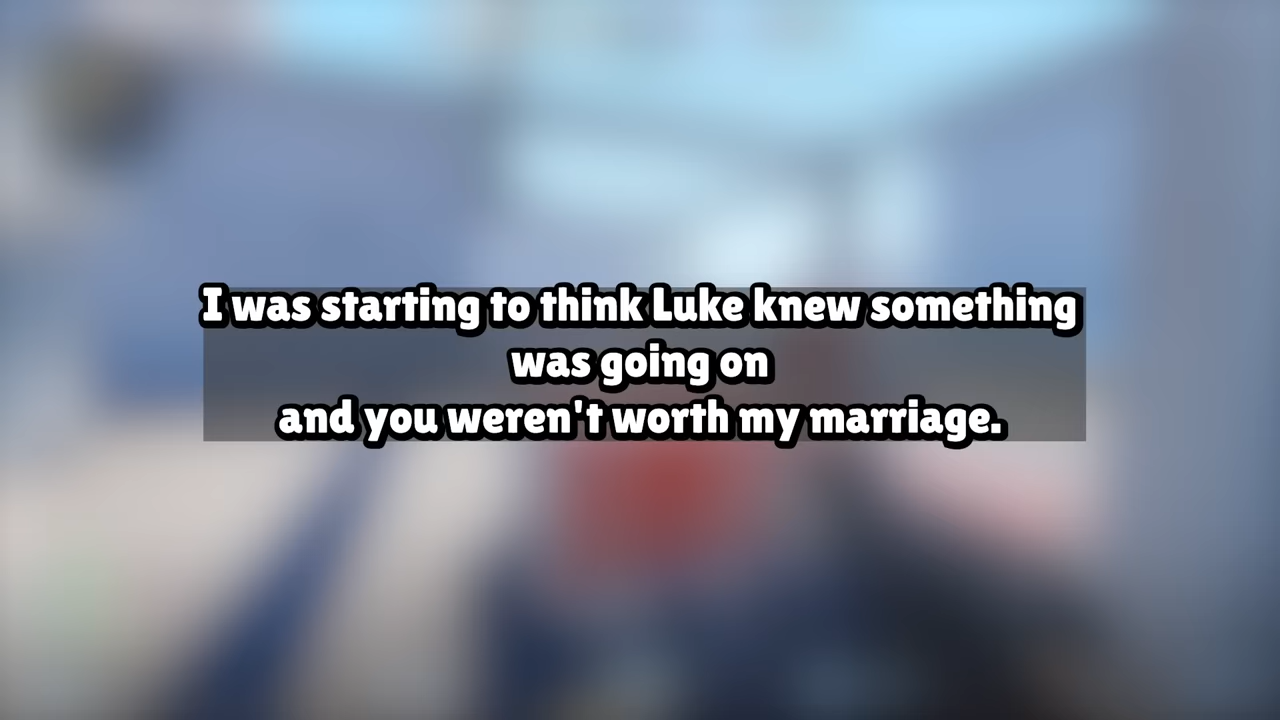 I was starting to think Luke knew something
was going on
and you weren't worth my marriage.